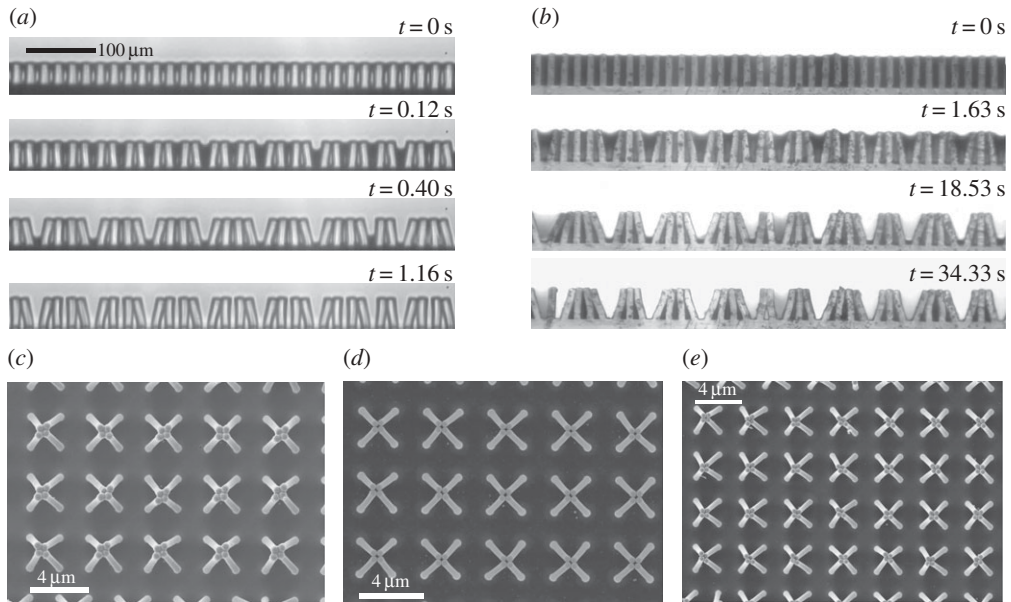 (a)
t = 0 s
100 µm
t = 0.12 s
t = 0.40 s
t = 1.16 s
(b)
t = 0 s
t = 1.63 s
t = 18.53 s
t = 34.33 s
(c)
4 µm
(d)
4 µm
(e)
4 µm